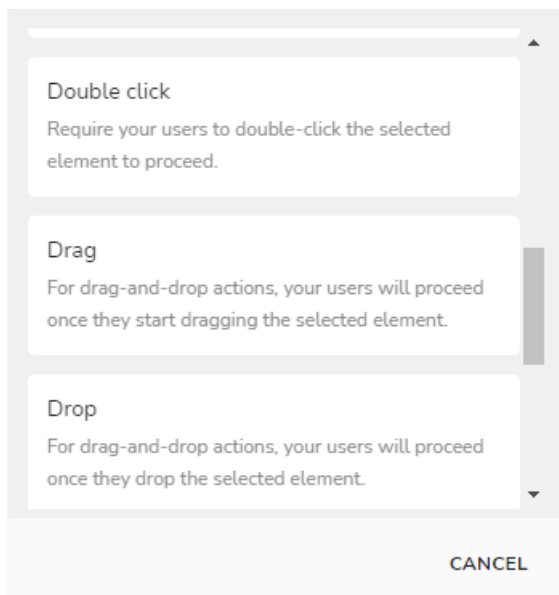 Double click
Require your users to double-click the selected
element to proceed.
Drag
For drag-and-drop actions, your users will proceed
once they start dragging the selected element.
Drop
For drag-and-drop actions, your users will proceed
once they drop the selected element.
CANCEL